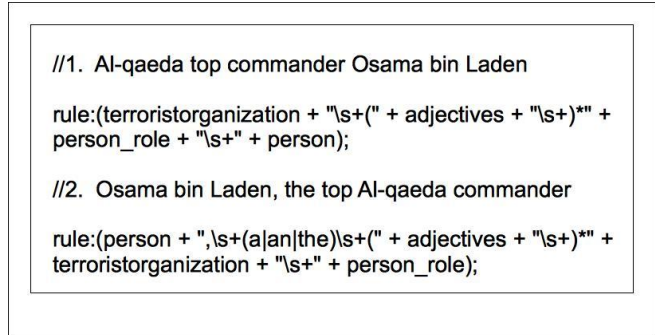 //1. Al-qaeda top commander Osama bin Laden
rule:(terroristorganization + "\s+(" + adjectives + "\s+)*" +
person_role + "\s+" + person);
//2. Osama bin Laden, the top Al-qaeda commander
rule:(person + ",\s+(a|an|the)\s+(" + adjectives + "\s+)*" +
terroristorganization + "\s+" + person_role);